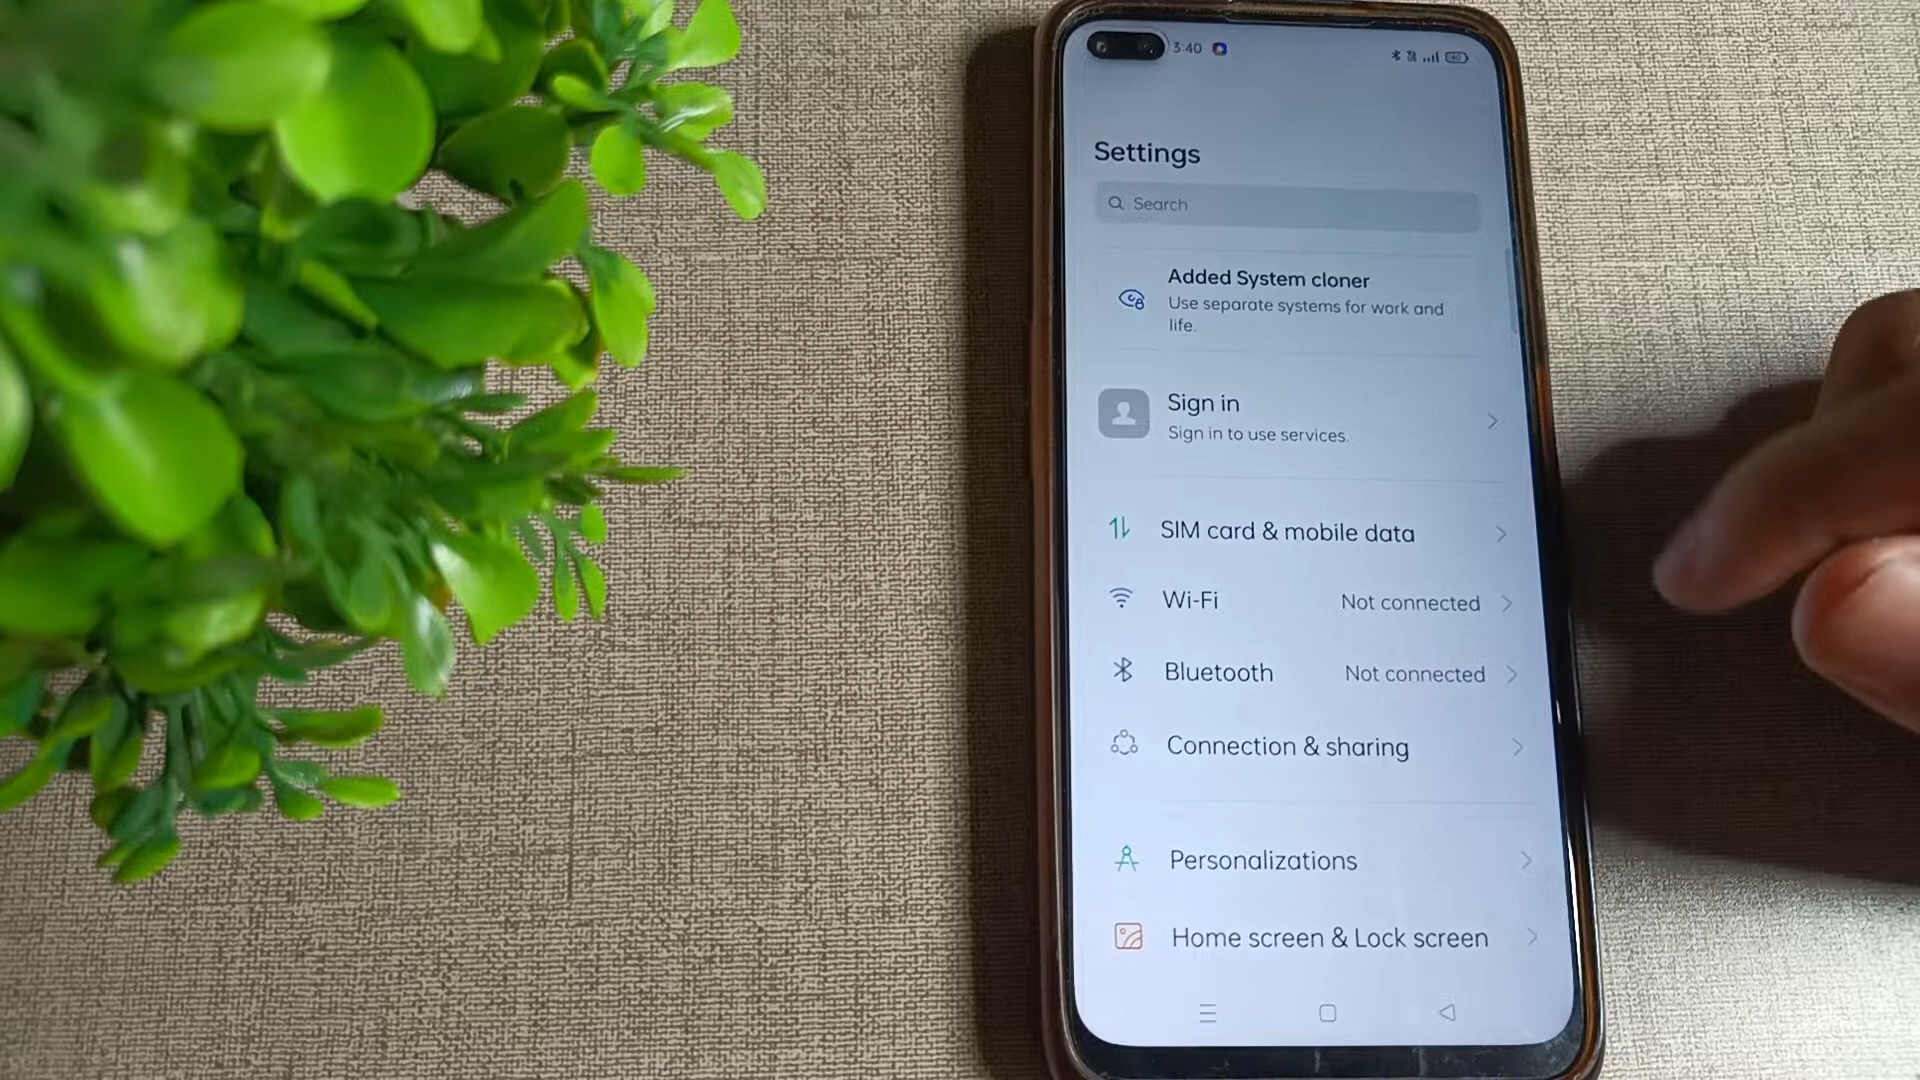 3:40
Settings
Search
Added System cloner
Use separate systems for work and
life.
Sign in
Sign in to use services.
SIM card & mobile data
Wi-Fi Not connected
Bluetooth Not connected
Connection & sharing
Personalizations
Home screen & Lock screen